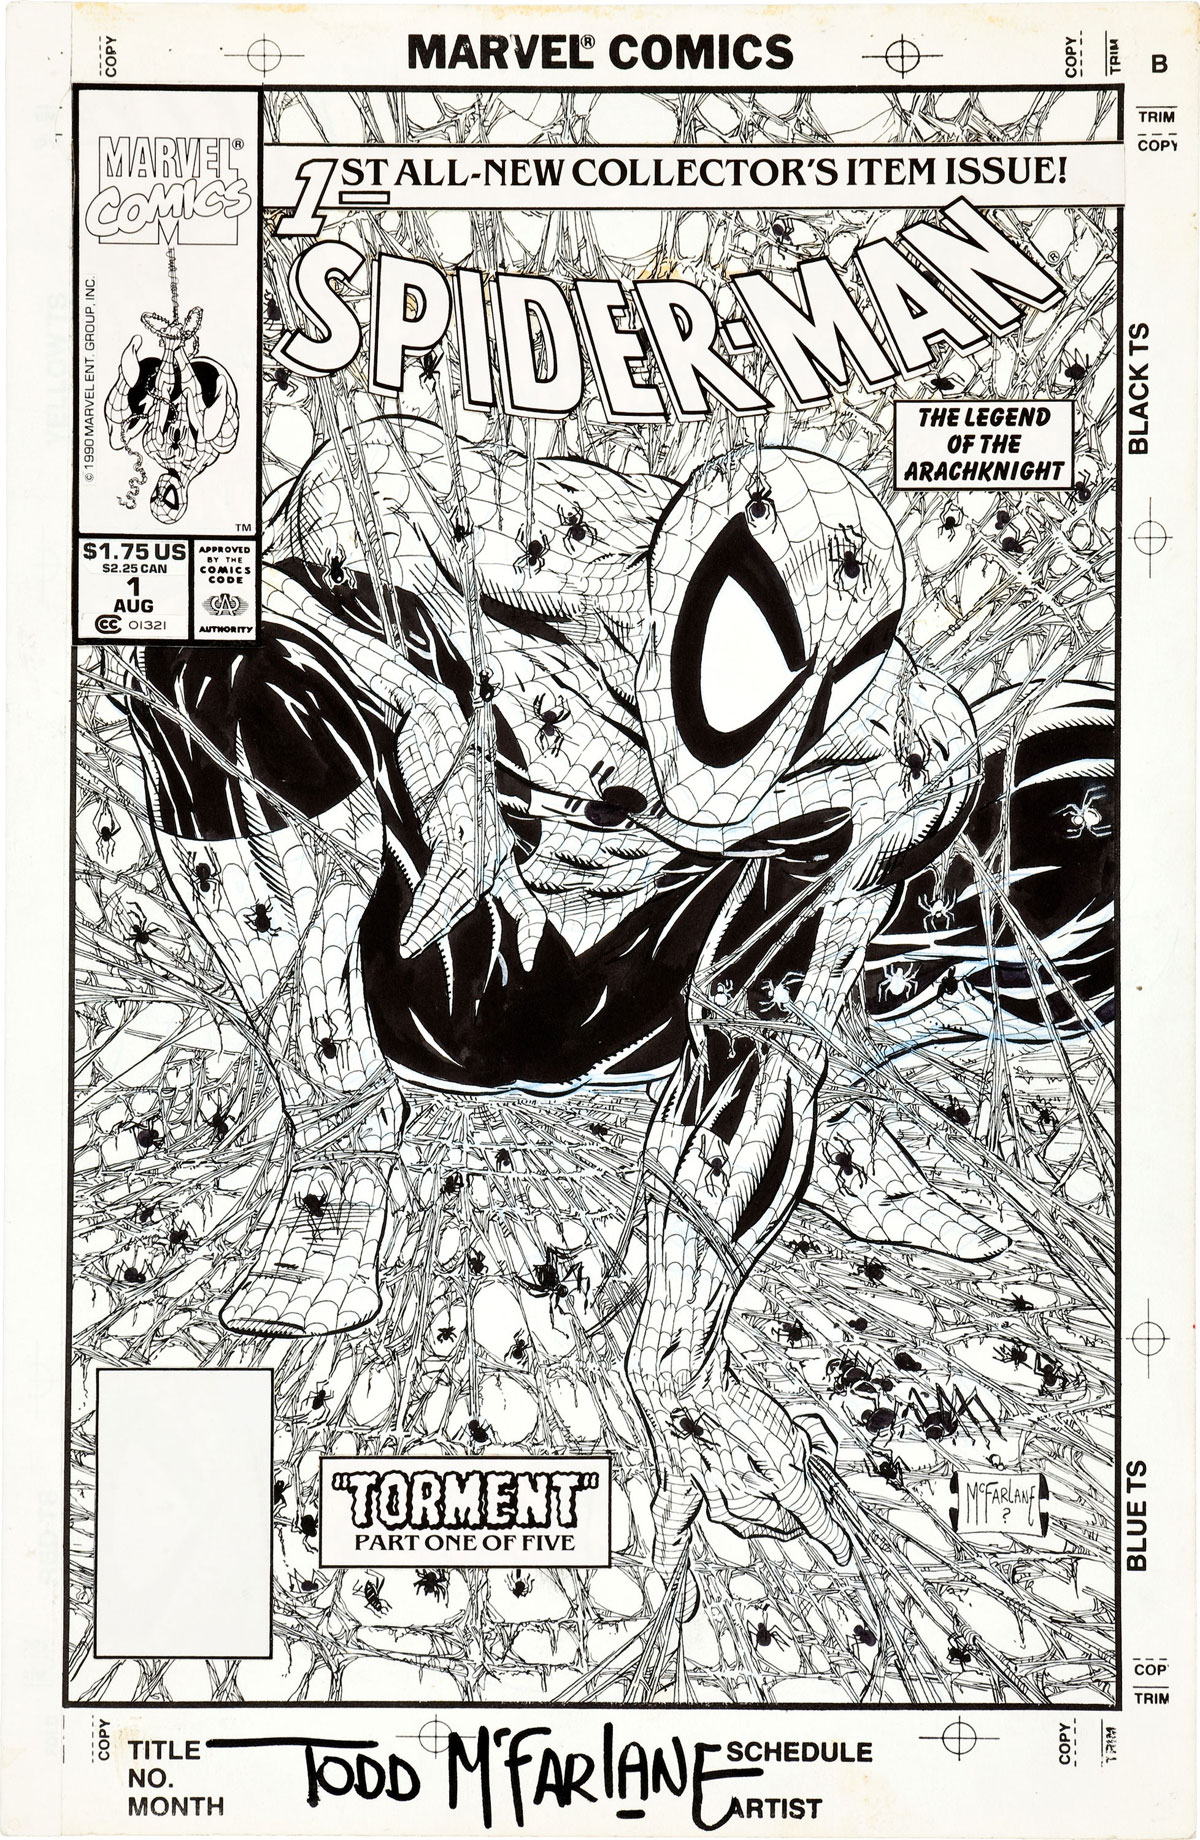 MARVEL® COMICS
COPY
COPY
TRIM
B
TRIM
COPY
MARVEL®
COMICS
M
1ST ALL-NEW COLLECTOR'S ITEM ISSUE!
SPIDER-MAN®
THE LEGEND
OF THE
ARACHKNIGHT
© 1990 MARVEL ENT. GROUP, INC.
TM
$1.75 US
$2.25 CAN
1
AUG
CC 01321
APPROVED
BY THE
COMICS
CODE
AUTHORITY
BLACK TS
BLUE TS
"TORMENT"
PART ONE OF FIVE
McFARLANE
?
COP
TRIM
COPY
COPY
TRIM
TITLE
NO.
MONTH
TODD McFARLANE
SCHEDULE
ARTIST